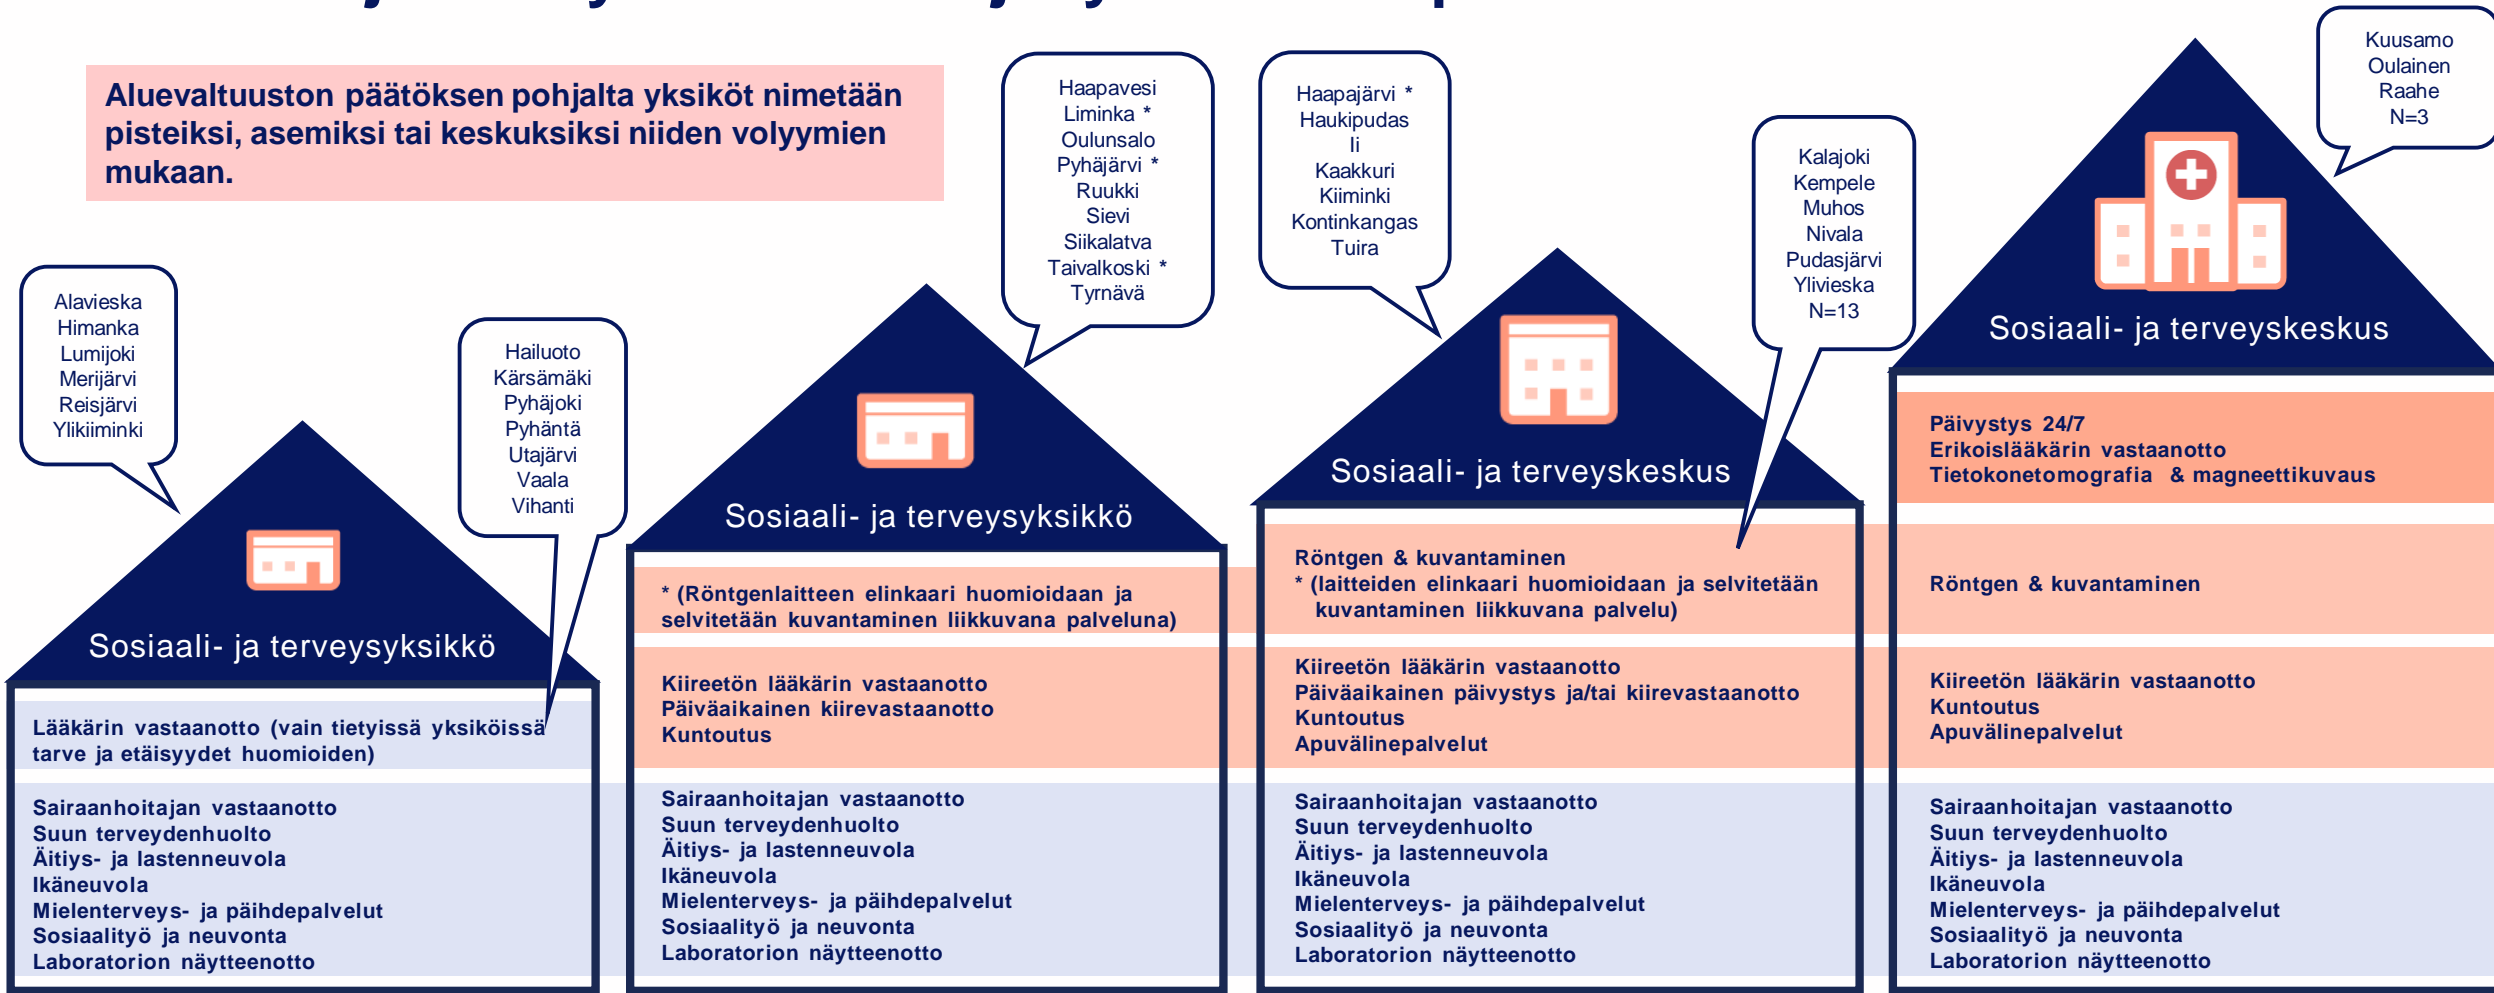 Aluevaltuuston päätöksen pohjalta yksiköt nimetään
pisteiksi, asemiksi tai keskuksiksi niiden volyymien
mukaan.
Alavieska
Himanka
Lumijoki
Merijärvi
Reisjärvi
Ylikiiminki
Hailuoto
Kärsämäki
Pyhäjoki
Pyhäntä
Utajärvi
Vaala
Vihanti
Sosiaali- ja terveysyksikkö
Lääkärin vastaanotto (vain tietyissä yksiköissä
tarve ja etäisyydet huomioiden)
Sairaanhoitajan vastaanotto
Suun terveydenhuolto
Äitiys- ja lastenneuvola
Ikäneuvola
Mielenterveys- ja päihdepalvelut
Sosiaalityö ja neuvonta
Laboratorion näytteenotto
Haapavesi
Liminka *
Oulunsalo
Pyhäjärvi *
Ruukki
Sievi
Siikalatva
Taivalkoski *
Tyrnävä
Sosiaali- ja terveysyksikkö
* (Röntgenlaitteen elinkaari huomioidaan ja
selvitetään kuvantaminen liikkuvana palveluna)
Kiireetön lääkärin vastaanotto
Päiväaikainen kiirevastaanotto
Kuntoutus
Sairaanhoitajan vastaanotto
Suun terveydenhuolto
Äitiys- ja lastenneuvola
Ikäneuvola
Mielenterveys- ja päihdepalvelut
Sosiaalityö ja neuvonta
Laboratorion näytteenotto
Haapajärvi *
Haukipudas
Ii
Kaakkuri
Kiiminki
Kontinkangas
Tuira
Kalajoki
Kempele
Muhos
Nivala
Pudasjärvi
Ylivieska
N=13
Sosiaali- ja terveyskeskus
Röntgen & kuvantaminen
* (laitteiden elinkaari huomioidaan ja selvitetään
kuvantaminen liikkuvana palvelu)
Kiireetön lääkärin vastaanotto
Päiväaikainen päivystys ja/tai kiirevastaanotto
Kuntoutus
Apuvälinepalvelut
Sairaanhoitajan vastaanotto
Suun terveydenhuolto
Äitiys- ja lastenneuvola
Ikäneuvola
Mielenterveys- ja päihdepalvelut
Sosiaalityö ja neuvonta
Laboratorion näytteenotto
Kuusamo
Oulainen
Raahe
N=3
Sosiaali- ja terveyskeskus
Päivystys 24/7
Erikoislääkärin vastaanotto
Tietokonetomografia & magneettikuvaus
Röntgen & kuvantaminen
Kiireetön lääkärin vastaanotto
Kuntoutus
Apuvälinepalvelut
Sairaanhoitajan vastaanotto
Suun terveydenhuolto
Äitiys- ja lastenneuvola
Ikäneuvola
Mielenterveys- ja päihdepalvelut
Sosiaalityö ja neuvonta
Laboratorion näytteenotto